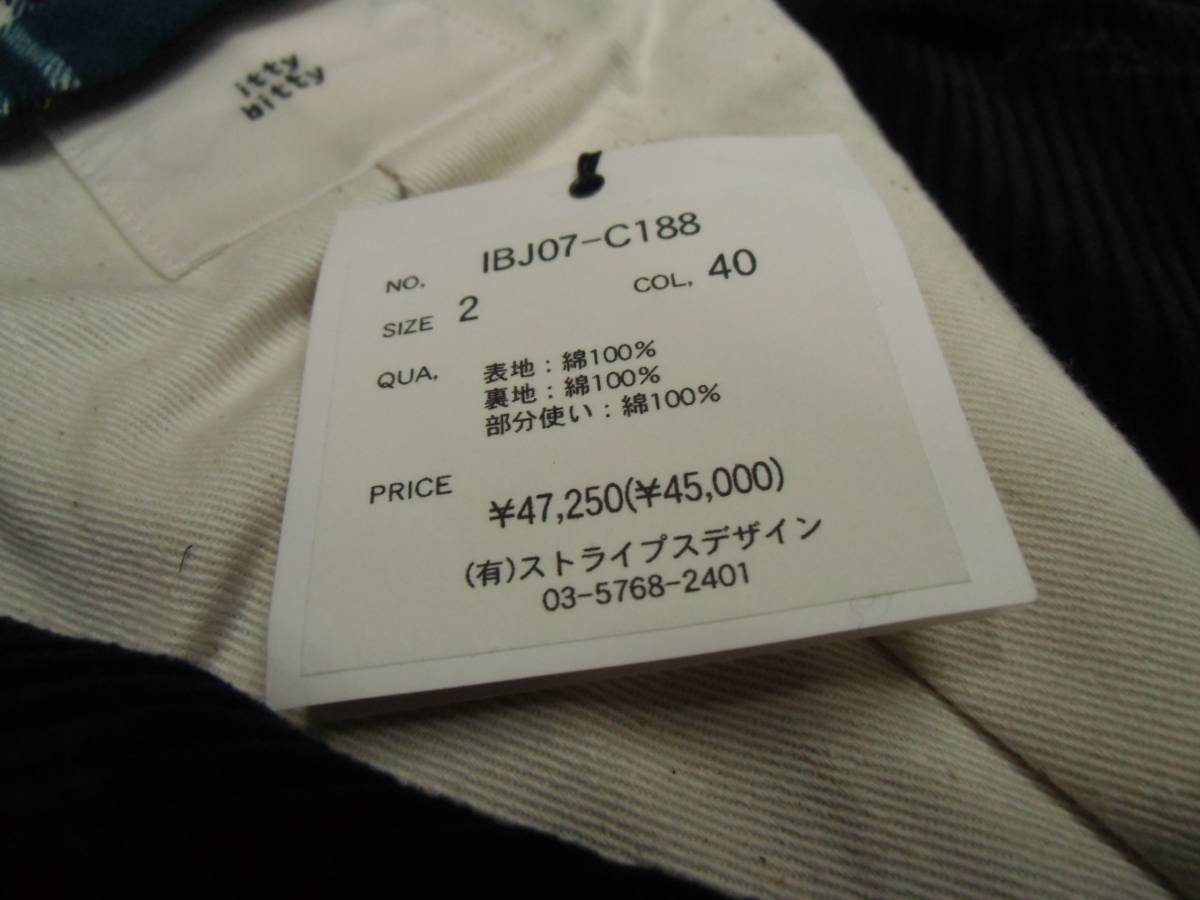 itty
bitty
NO. IBJ07-C188
SIZE 2 COL. 40
QUA. 表地：綿100%
裏地：綿100%
部分使い：綿100%
PRICE ¥47,250(¥45,000)
(有)ストライプスデザイン
03-5768-2401